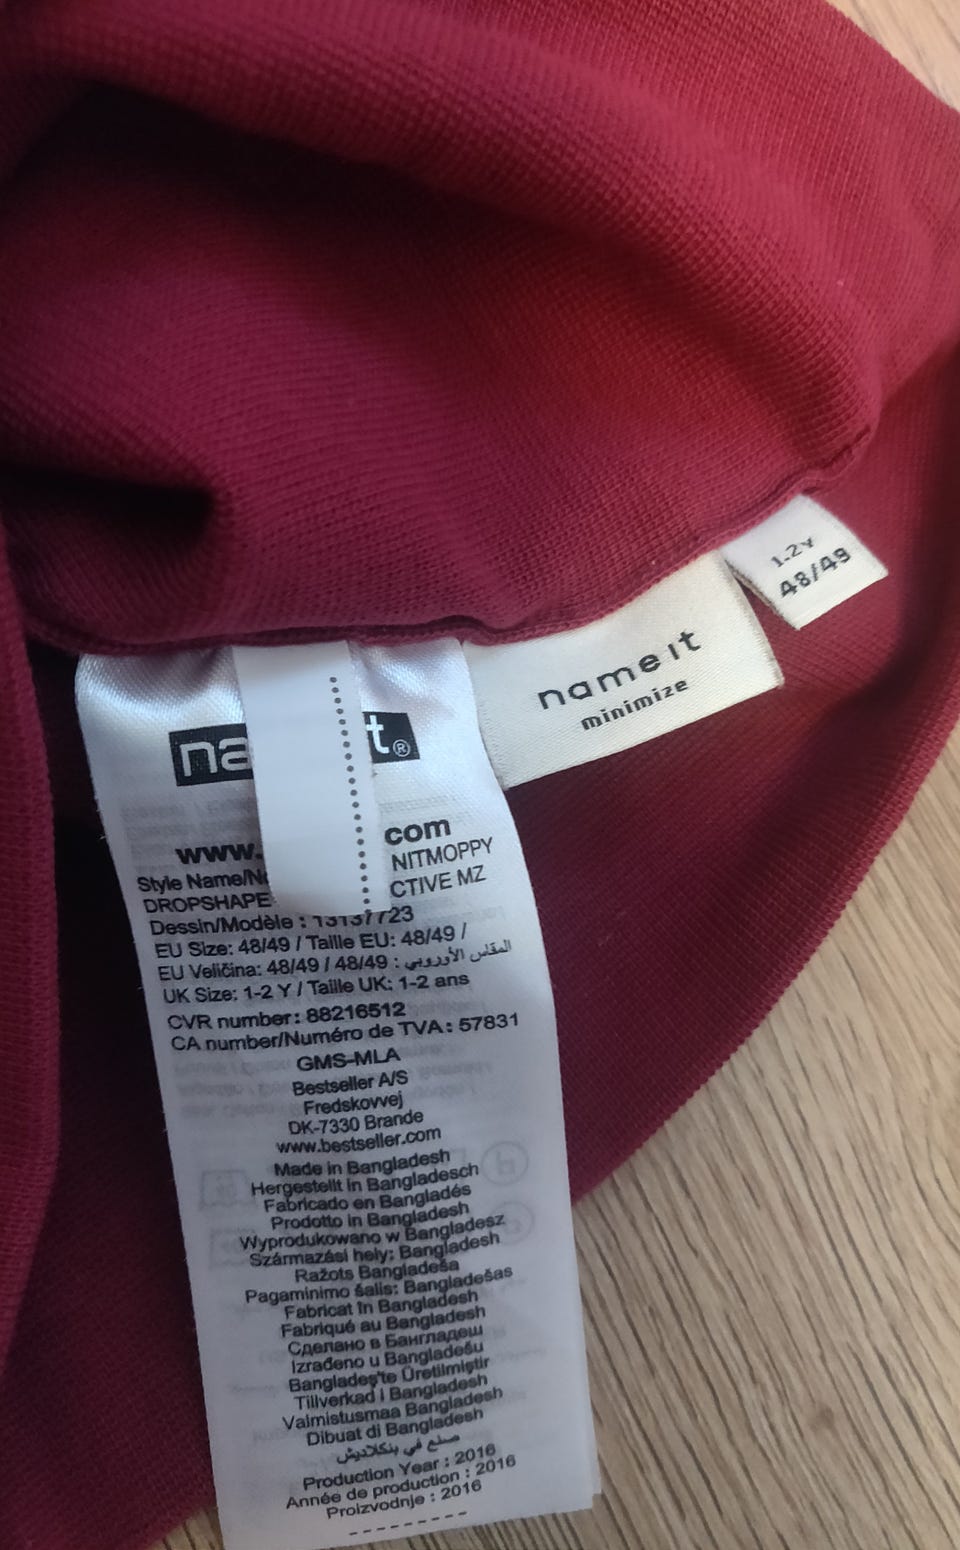 1-2Y
48/49
name it
minimize
na t®
www. com
Style Name/N NITMOPPY
DROPSHAPE CTIVE MZ
Dessin/Modèle : 13137723
EU Size: 48/49 / Taille EU: 48/49 /
EU Veličina: 48/49 / 48/49 : المقاس الأوروبي
UK Size: 1-2 Y / Taille UK: 1-2 ans
CVR number: 88216512
CA number/Numéro de TVA: 57831
GMS-MLA
Bestseller A/S
Fredskovvej
DK-7330 Brande
www.bestseller.com
Made in Bangladesh
Hergestellt in Bangladesch
Fabricado en Bangladés
Prodotto in Bangladesh
Wyprodukowano w Bangladesz
Származási hely: Bangladesh
Ražots Bangladeša
Pagaminimo šalis: Bangladešas
Fabricat în Bangladesh
Fabriqué au Bangladesh
Сделано в Бангладеш
Izrađeno u Bangladešu
Bangladeş'te Üretilmiştir
Tillverkad i Bangladesh
Valmistusmaa Bangladesh
Dibuat di Bangladesh
صنع في بنكلاديش
Production Year : 2016
Année de production : 2016
Proizvodnje : 2016